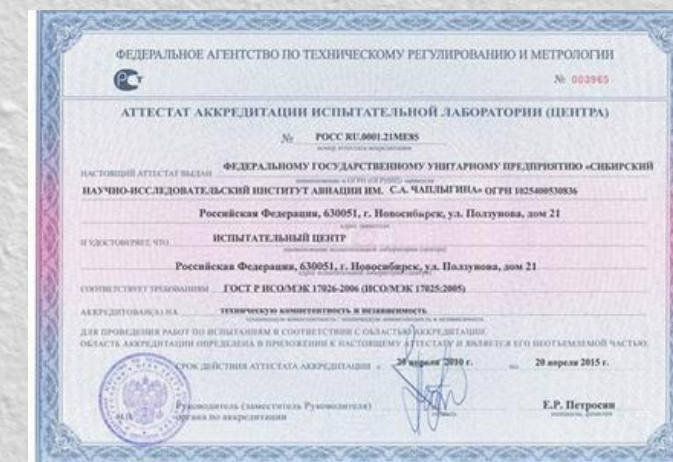 ФЕДЕРАЛЬНОЕ АГЕНТСТВО ПО ТЕХНИЧЕСКОМУ РЕГУЛИРОВАНИЮ И МЕТРОЛОГИИ
№ 003965
АТТЕСТАТ АККРЕДИТАЦИИ ИСПЫТАТЕЛЬНОЙ ЛАБОРАТОРИИ (ЦЕНТРА)
№ РОСС RU.0001.21МЕ85
номер аттестата аккредитации
НАСТОЯЩИЙ АТТЕСТАТ ВЫДАН ФЕДЕРАЛЬНОМУ ГОСУДАРСТВЕННОМУ УНИТАРНОМУ ПРЕДПРИЯТИЮ «СИБИРСКИЙ
НАУЧНО-ИССЛЕДОВАТЕЛЬСКИЙ ИНСТИТУТ АВИАЦИИ ИМ. С.А. ЧАПЛЫГИНА» ОГРН 1025400530836
Российская Федерация, 630051, г. Новосибирск, ул. Ползунова, дом 21
И УДОСТОВЕРЯЕТ, ЧТО ИСПЫТАТЕЛЬНЫЙ ЦЕНТР
Российская Федерация, 630051, г. Новосибирск, ул. Ползунова, дом 21
СООТВЕТСТВУЕТ ТРЕБОВАНИЯМ ГОСТ Р ИСО/МЭК 17026-2006 (ИСО/МЭК 17025:2005)
АККРЕДИТОВАН(А) НА техническую компетентность и независимость
ДЛЯ ПРОВЕДЕНИЯ РАБОТ ПО ИСПЫТАНИЯМ В СООТВЕТСТВИИ С ОБЛАСТЬЮ АККРЕДИТАЦИИ.
ОБЛАСТЬ АККРЕДИТАЦИИ ОПРЕДЕЛЕНА В ПРИЛОЖЕНИИ К НАСТОЯЩЕМУ АТТЕСТАТУ И ЯВЛЯЕТСЯ ЕГО НЕОТЪЕМЛЕМОЙ ЧАСТЬЮ.
СРОК ДЕЙСТВИЯ АТТЕСТАТА АККРЕДИТАЦИИ с 20 апреля 2010 г. по 20 апреля 2015 г.
Руководитель (заместитель Руководителя)
органа по аккредитации
Е.Р. Петросян